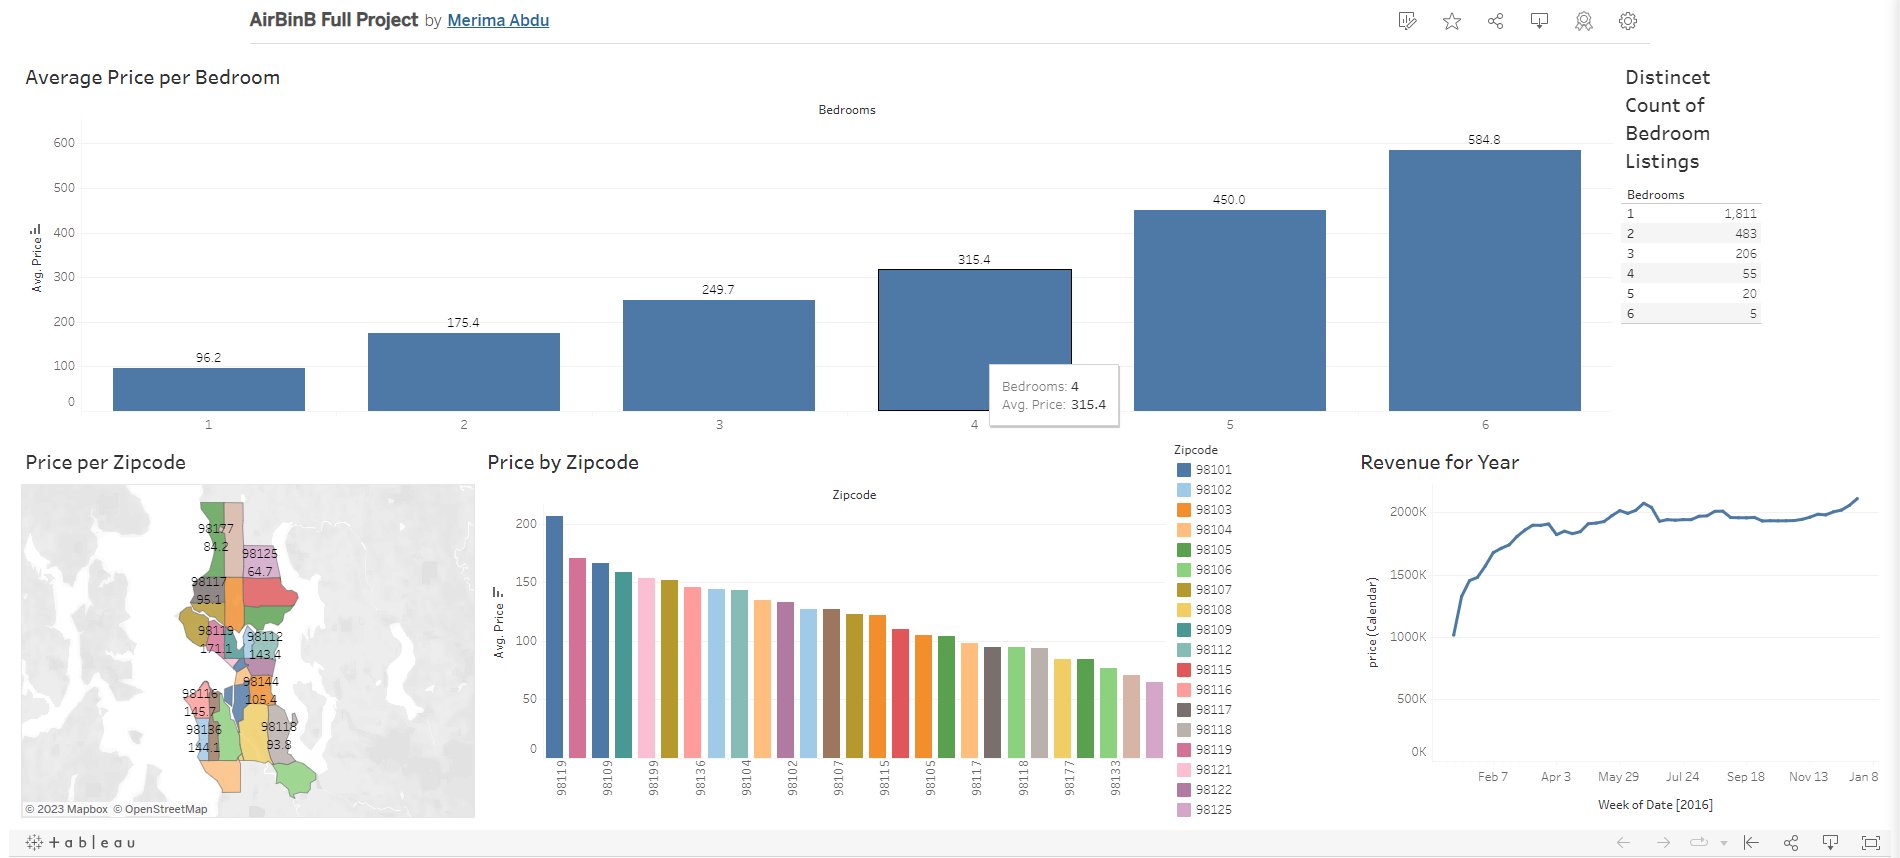 AirBinB Full Project by Merima Abdu
Average Price per Bedroom
Bedrooms
Avg. Price
600
500
400
300
200
100
0
96.2
175.4
249.7
315.4
450.0
584.8
1
2
3
4
5
6
Bedrooms: 4
Avg. Price: 315.4
Distincet
Count of
Bedroom
Listings
Bedrooms
1 1,811
2 483
3 206
4 55
5 20
6 5
Price per Zipcode
98177
84.2
98125
64.7
98117
95.1
98119
171.1
98112
143.4
98144
105.4
98116
145.7
98136
144.1
98118
93.8
© 2023 Mapbox © OpenStreetMap
Price by Zipcode
Zipcode
Avg. Price
200
150
100
50
0
98119
98109
98199
98136
98104
98102
98107
98115
98105
98117
98118
98177
98133
Zipcode
98101
98102
98103
98104
98105
98106
98107
98108
98109
98112
98115
98116
98117
98118
98119
98121
98122
98125
Revenue for Year
price (Calendar)
2000K
1500K
1000K
500K
0K
Feb 7
Apr 3
May 29
Jul 24
Sep 18
Nov 13
Jan 8
Week of Date [2016]
+ a b l e a u